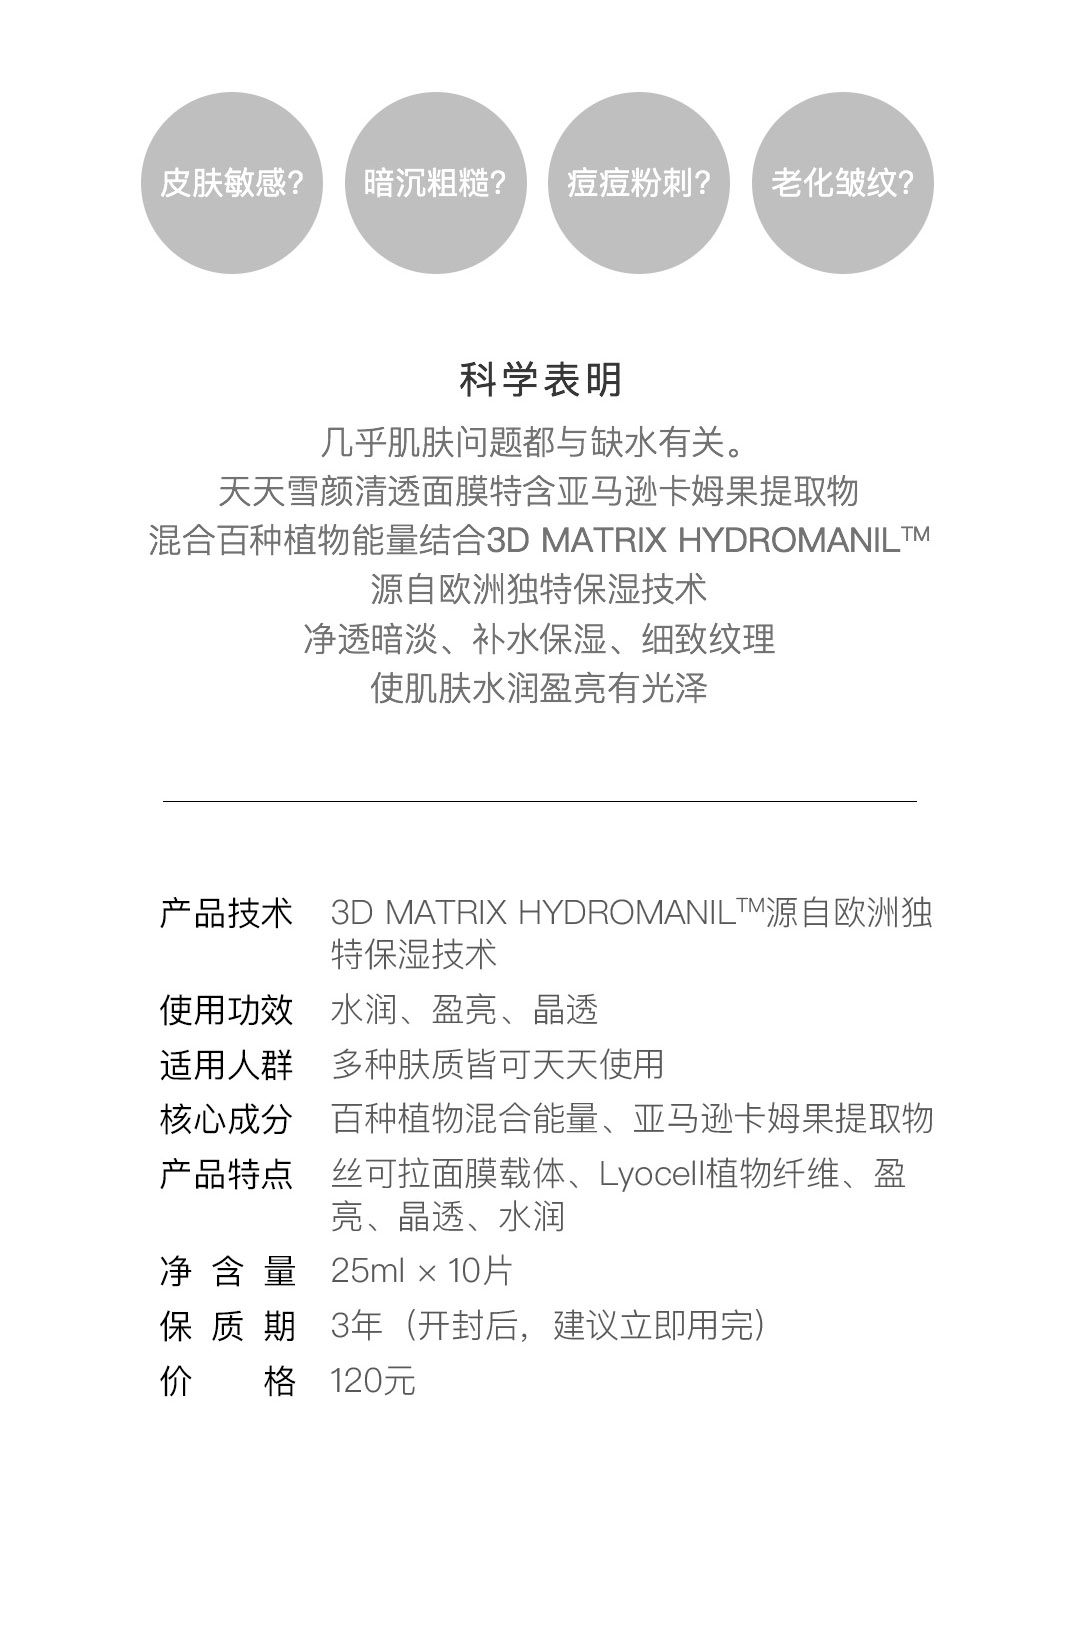 皮肤敏感?
暗沉粗糙?
痘痘粉刺?
老化皱纹?
科学表明
几乎肌肤问题都与缺水有关。
天天雪颜清透面膜特含亚马逊卡姆果提取物
混合百种植物能量结合3D MATRIX HYDROMANIL™
源自欧洲独特保湿技术
净透暗淡、补水保湿、细致纹理
使肌肤水润盈亮有光泽
产品技术 3D MATRIX HYDROMANIL™源自欧洲独
特保湿技术
使用功效 水润、盈亮、晶透
适用人群 多种肤质皆可天天使用
核心成分 百种植物混合能量、亚马逊卡姆果提取物
产品特点 丝可拉面膜载体、Lyocell植物纤维、盈
亮、晶透、水润
净含量 25ml × 10片
保质期 3年（开封后，建议立即用完）
价格 120元